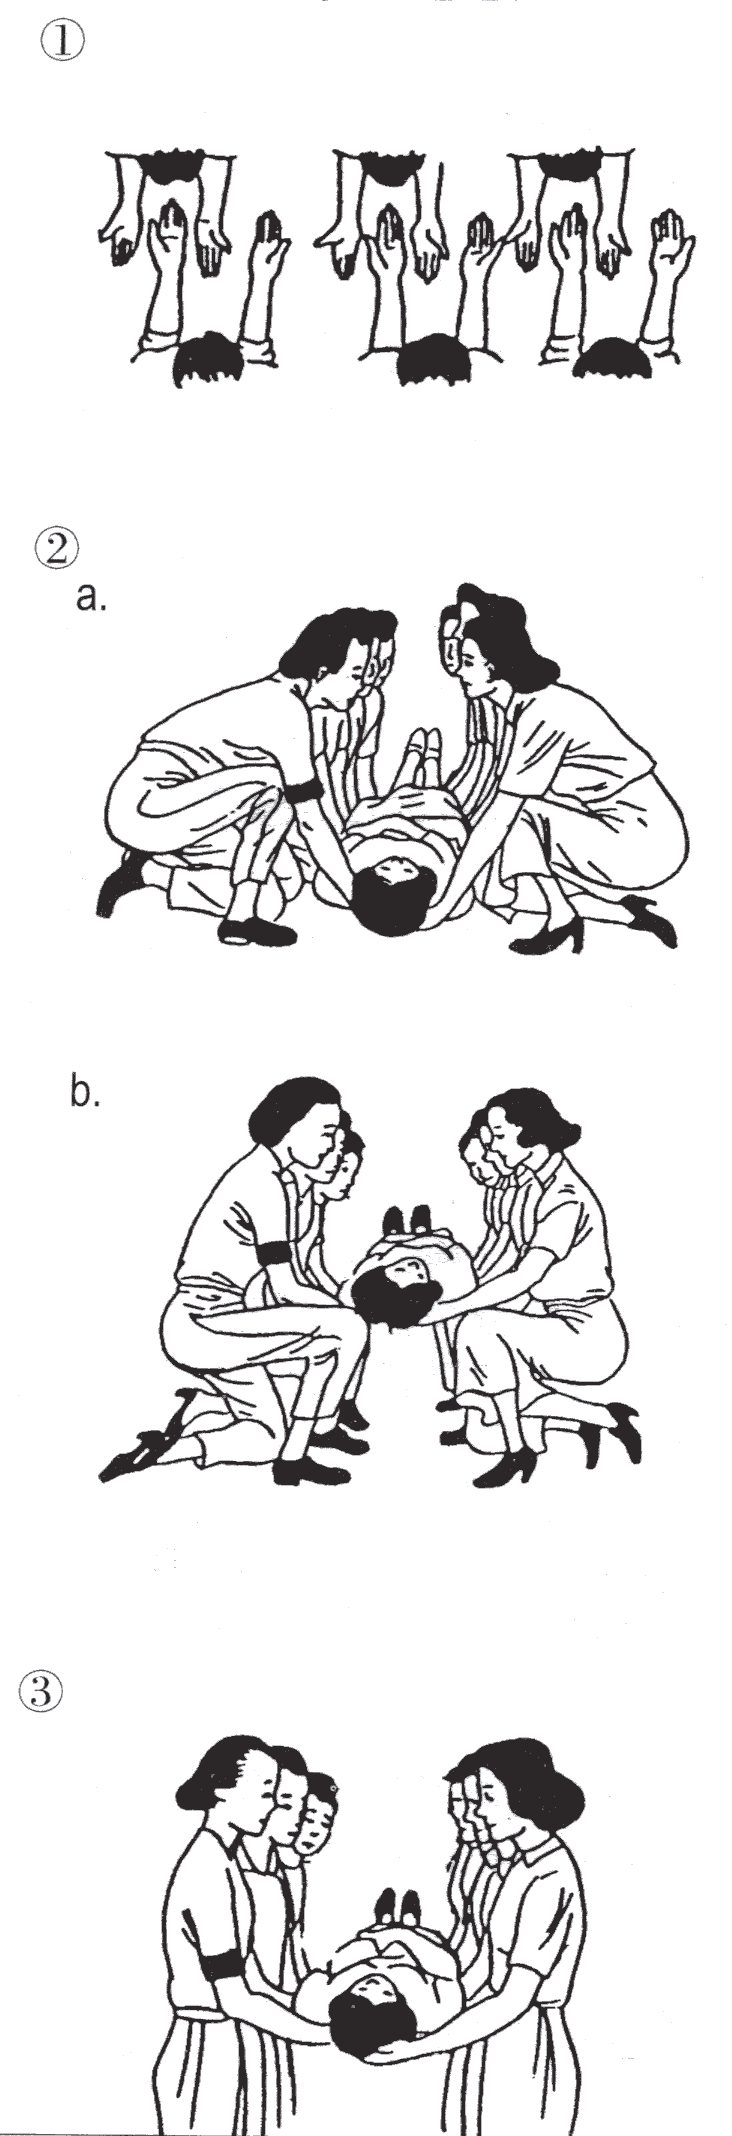 ①
②
a.
b.
③